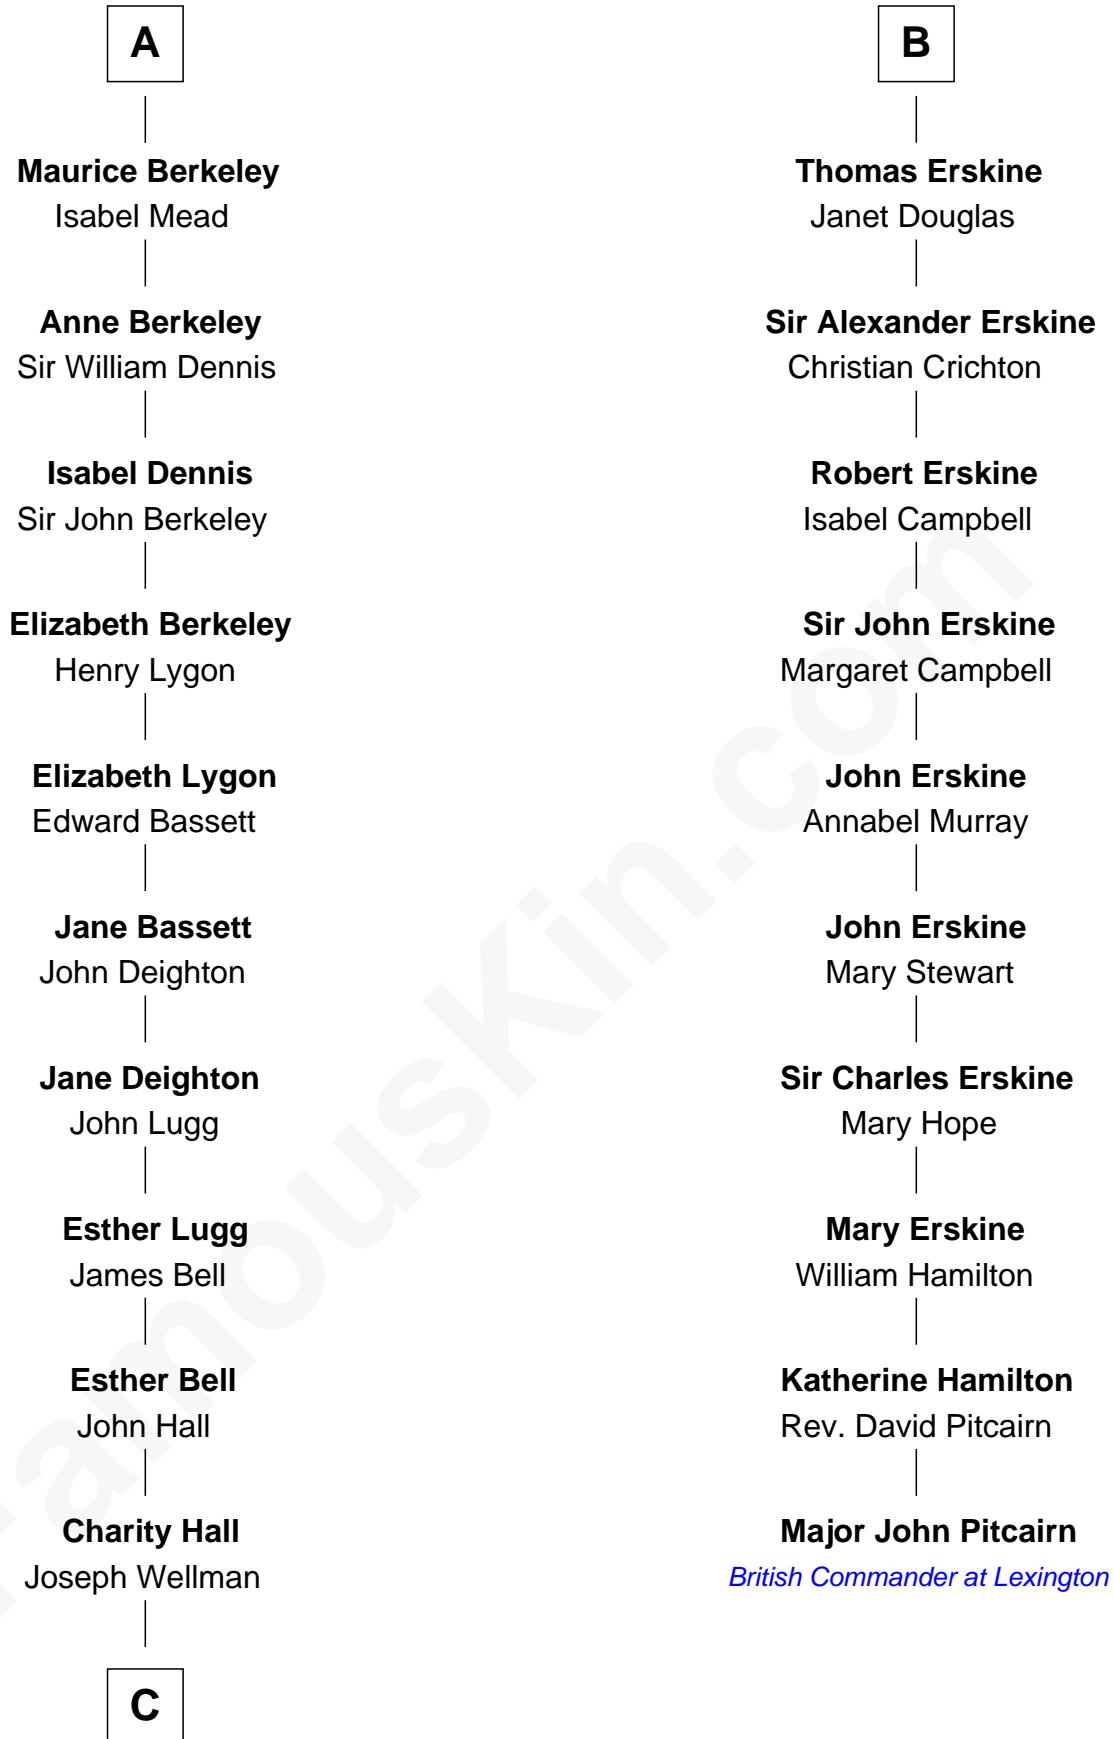 A
Maurice Berkeley
Isabel Mead
Anne Berkeley
Sir William Dennis
Isabel Dennis
Sir John Berkeley
Elizabeth Berkeley
Henry Lygon
Elizabeth Lygon
Edward Bassett
Jane Bassett
John Deighton
Jane Deighton
John Lugg
Esther Lugg
James Bell
Esther Bell
John Hall
Charity Hall
Joseph Wellman
C
B
Thomas Erskine
Janet Douglas
Sir Alexander Erskine
Christian Crichton
Robert Erskine
Isabel Campbell
Sir John Erskine
Margaret Campbell
John Erskine
Annabel Murray
John Erskine
Mary Stewart
Sir Charles Erskine
Mary Hope
Mary Erskine
William Hamilton
Katherine Hamilton
Rev. David Pitcairn
Major John Pitcairn
British Commander at Lexington
FamousKin.com